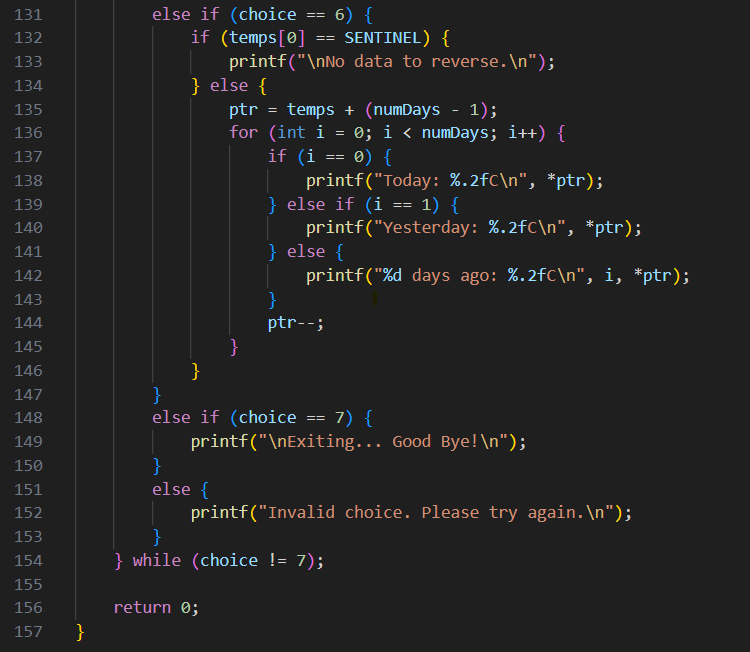 131 else if (choice == 6) {
132 if (temps[0] == SENTINEL) {
133 printf("\nNo data to reverse.\n");
134 } else {
135 ptr = temps + (numDays - 1);
136 for (int i = 0; i < numDays; i++) {
137 if (i == 0) {
138 printf("Today: %.2fC\n", *ptr);
139 } else if (i == 1) {
140 printf("Yesterday: %.2fC\n", *ptr);
141 } else {
142 printf("%d days ago: %.2fC\n", i, *ptr);
143 }
144 ptr--;
145 }
146 }
147 }
148 else if (choice == 7) {
149 printf("\nExiting... Good Bye!\n");
150 }
151 else {
152 printf("Invalid choice. Please try again.\n");
153 }
154 } while (choice != 7);
155
156 return 0;
157 }